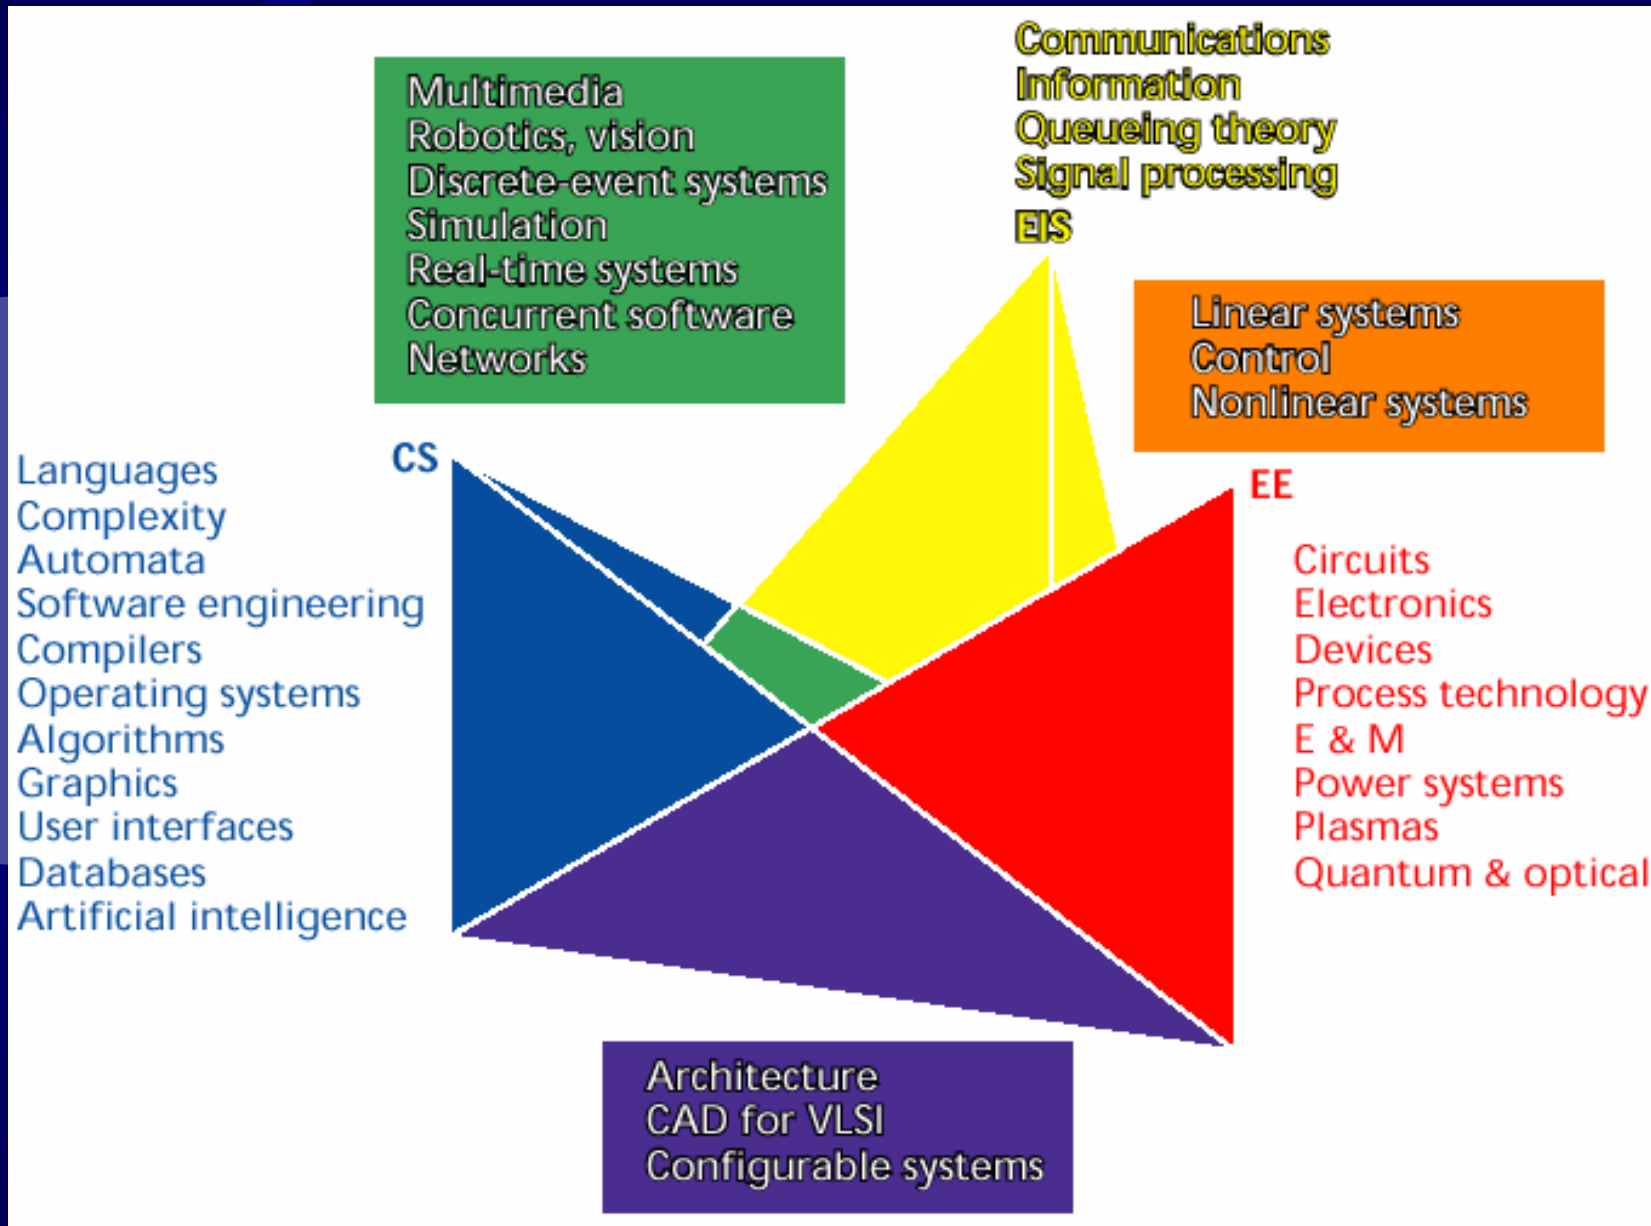 Communications
Information
Queueing theory
Signal processing
EIS
Multimedia
Robotics, vision
Discrete-event systems
Simulation
Real-time systems
Concurrent software
Networks
Linear systems
Control
Nonlinear systems
CS
Languages
Complexity
Automata
Software engineering
Compilers
Operating systems
Algorithms
Graphics
User interfaces
Databases
Artificial intelligence
EE
Circuits
Electronics
Devices
Process technology
E & M
Power systems
Plasmas
Quantum & optical
Architecture
CAD for VLSI
Configurable systems